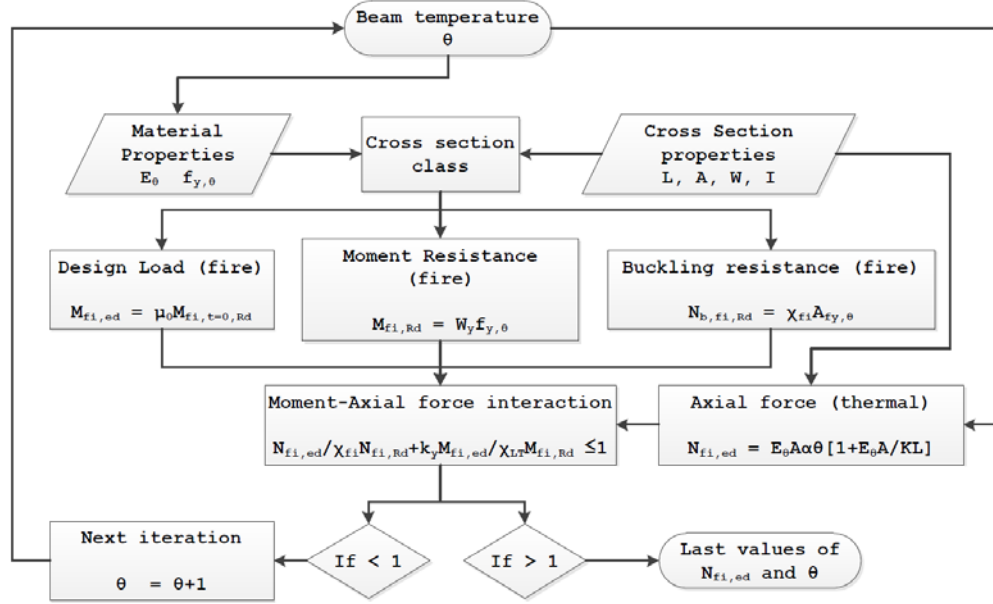 Beam temperature
θ
Material
Properties
E_θ f_y,θ
Cross section
class
Cross Section
properties
L, A, W, I
Design Load (fire)
M_fi,ed = μ₀M_fi,t=0,Rd
Moment Resistance
(fire)
M_fi,Rd = W_yf_y,θ
Buckling resistance (fire)
N_b,fi,Rd = χ_fiA_fy,θ
Moment-Axial force interaction
N_fi,ed/χ_fiN_fi,Rd+k_yM_fi,ed/χ_LTM_fi,Rd ≤1
Axial force (thermal)
N_fi,ed = E_θAαθ[1+E_θA/KL]
Next iteration
θ = θ+1
If < 1
If > 1
Last values of
N_fi,ed and θ